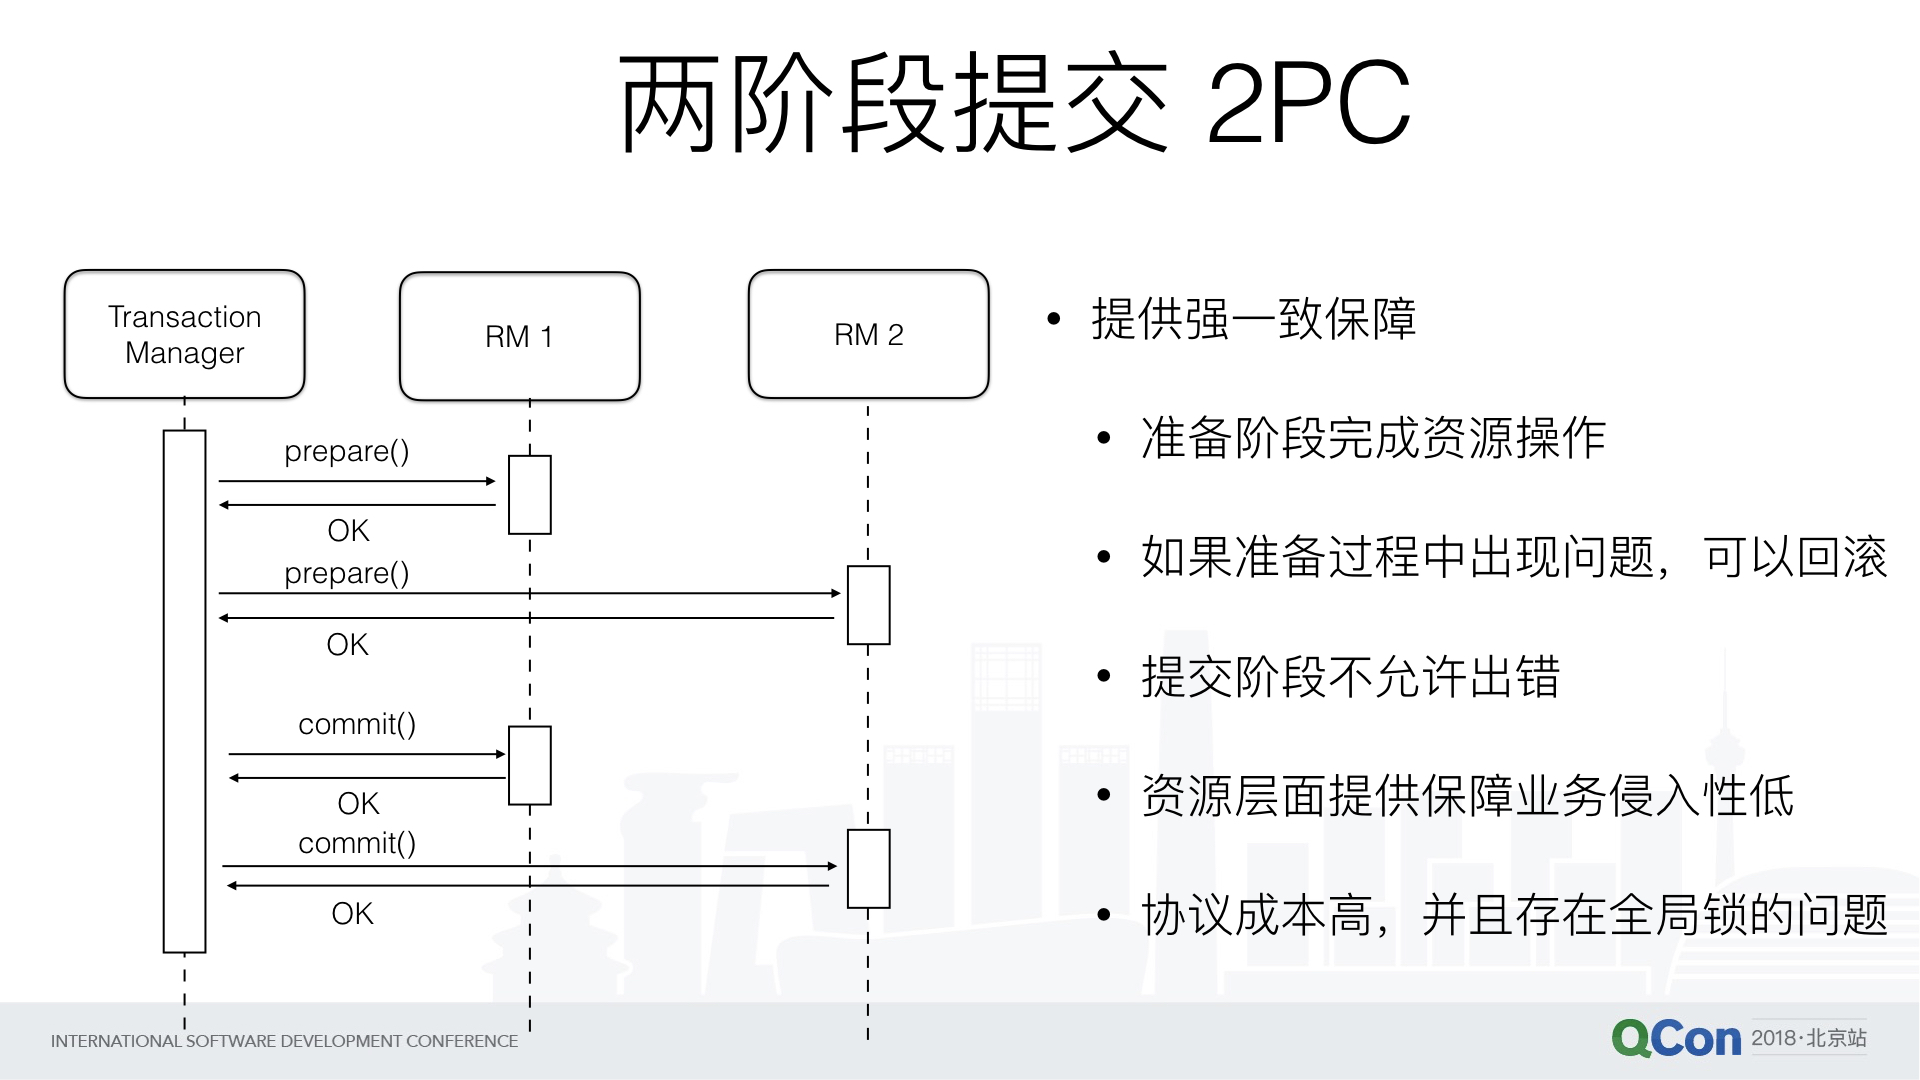 两阶段提交 2PC
Transaction
Manager
RM 1
RM 2
prepare()
OK
prepare()
OK
commit()
OK
commit()
OK
• 提供强一致保障
• 准备阶段完成资源操作
• 如果准备过程中出现问题，可以回滚
• 提交阶段不允许出错
• 资源层面提供保障业务侵入性低
• 协议成本高，并且存在全局锁的问题
INTERNATIONAL SOFTWARE DEVELOPMENT CONFERENCE
QCon 2018·北京站